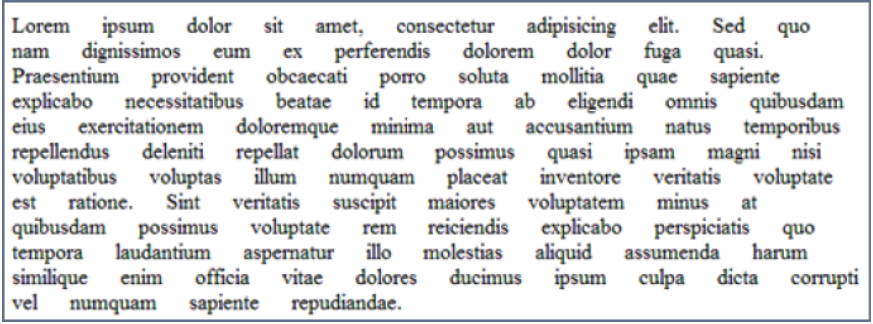 Lorem ipsum dolor sit amet, consectetur adipisicing elit. Sed quo
nam dignissimos eum ex perferendis dolorem dolor fuga quasi.
Praesentium provident obcaecati porro soluta mollitia quae sapiente
explicabo necessitatibus beatae id tempora ab eligendi omnis quibusdam
eius exercitationem doloremque minima aut accusantium natus temporibus
repellendus deleniti repellat dolorum possimus quasi ipsam magni nisi
voluptatibus voluptas illum numquam placeat inventore veritatis voluptate
est ratione. Sint veritatis suscipit maiores voluptatem minus at
quibusdam possimus voluptate rem reiciendis explicabo perspiciatis quo
tempora laudantium aspernatur illo molestias aliquid assumenda harum
similique enim officia vitae dolores ducimus ipsum culpa dicta corrupti
vel numquam sapiente repudiandae.